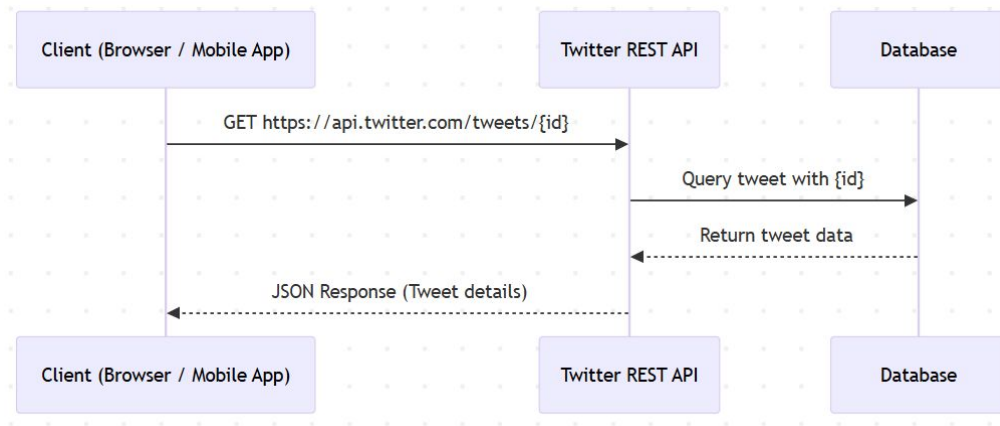 Client (Browser / Mobile App)
Twitter REST API
Database
GET https://api.twitter.com/tweets/{id}
Query tweet with {id}
Return tweet data
JSON Response (Tweet details)
Client (Browser / Mobile App)
Twitter REST API
Database